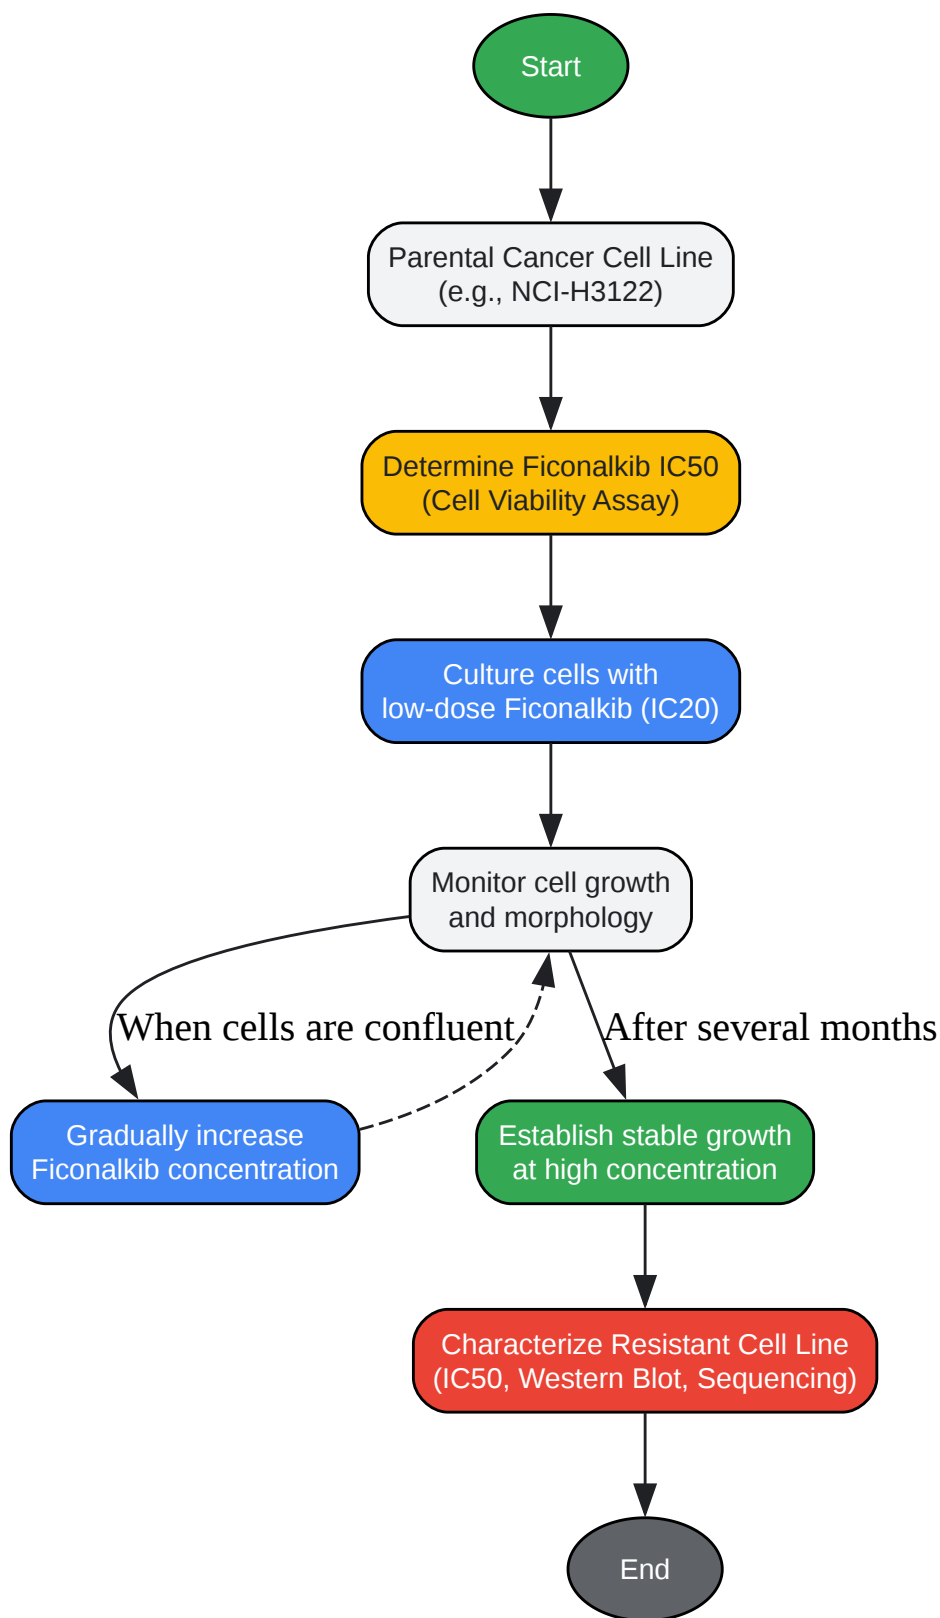 Start
Parental Cancer Cell Line
(e.g., NCI-H3122)
Determine Ficonalkib IC50
(Cell Viability Assay)
Culture cells with
low-dose Ficonalkib (IC20)
Monitor cell growth
and morphology
When cells are confluent
After several months
Gradually increase
Ficonalkib concentration
Establish stable growth
at high concentration
Characterize Resistant Cell Line
(IC50, Western Blot, Sequencing)
End